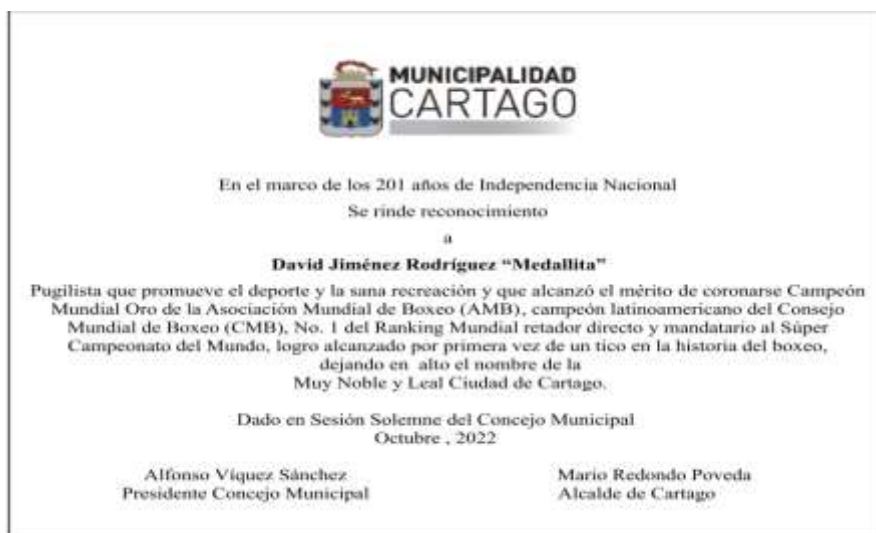 MUNICIPALIDAD
CARTAGO
En el marco de los 201 años de Independencia Nacional
Se rinde reconocimiento
a
David Jiménez Rodríguez “Medallita”
Pugilista que promueve el deporte y la sana recreación y que alcanzó el mérito de coronarse Campeón
Mundial Oro de la Asociación Mundial de Boxeo (AMB), campeón latinoamericano del Consejo
Mundial de Boxeo (CMB), No. 1 del Ranking Mundial retador directo y mandatario al Súper
Campeonato del Mundo, logro alcanzado por primera vez de un tico en la historia del boxeo,
dejando en alto el nombre de la
Muy Noble y Leal Ciudad de Cartago.
Dado en Sesión Solemne del Concejo Municipal
Octubre , 2022
Alfonso Víquez Sánchez Mario Redondo Poveda
Presidente Concejo Municipal Alcalde de Cartago